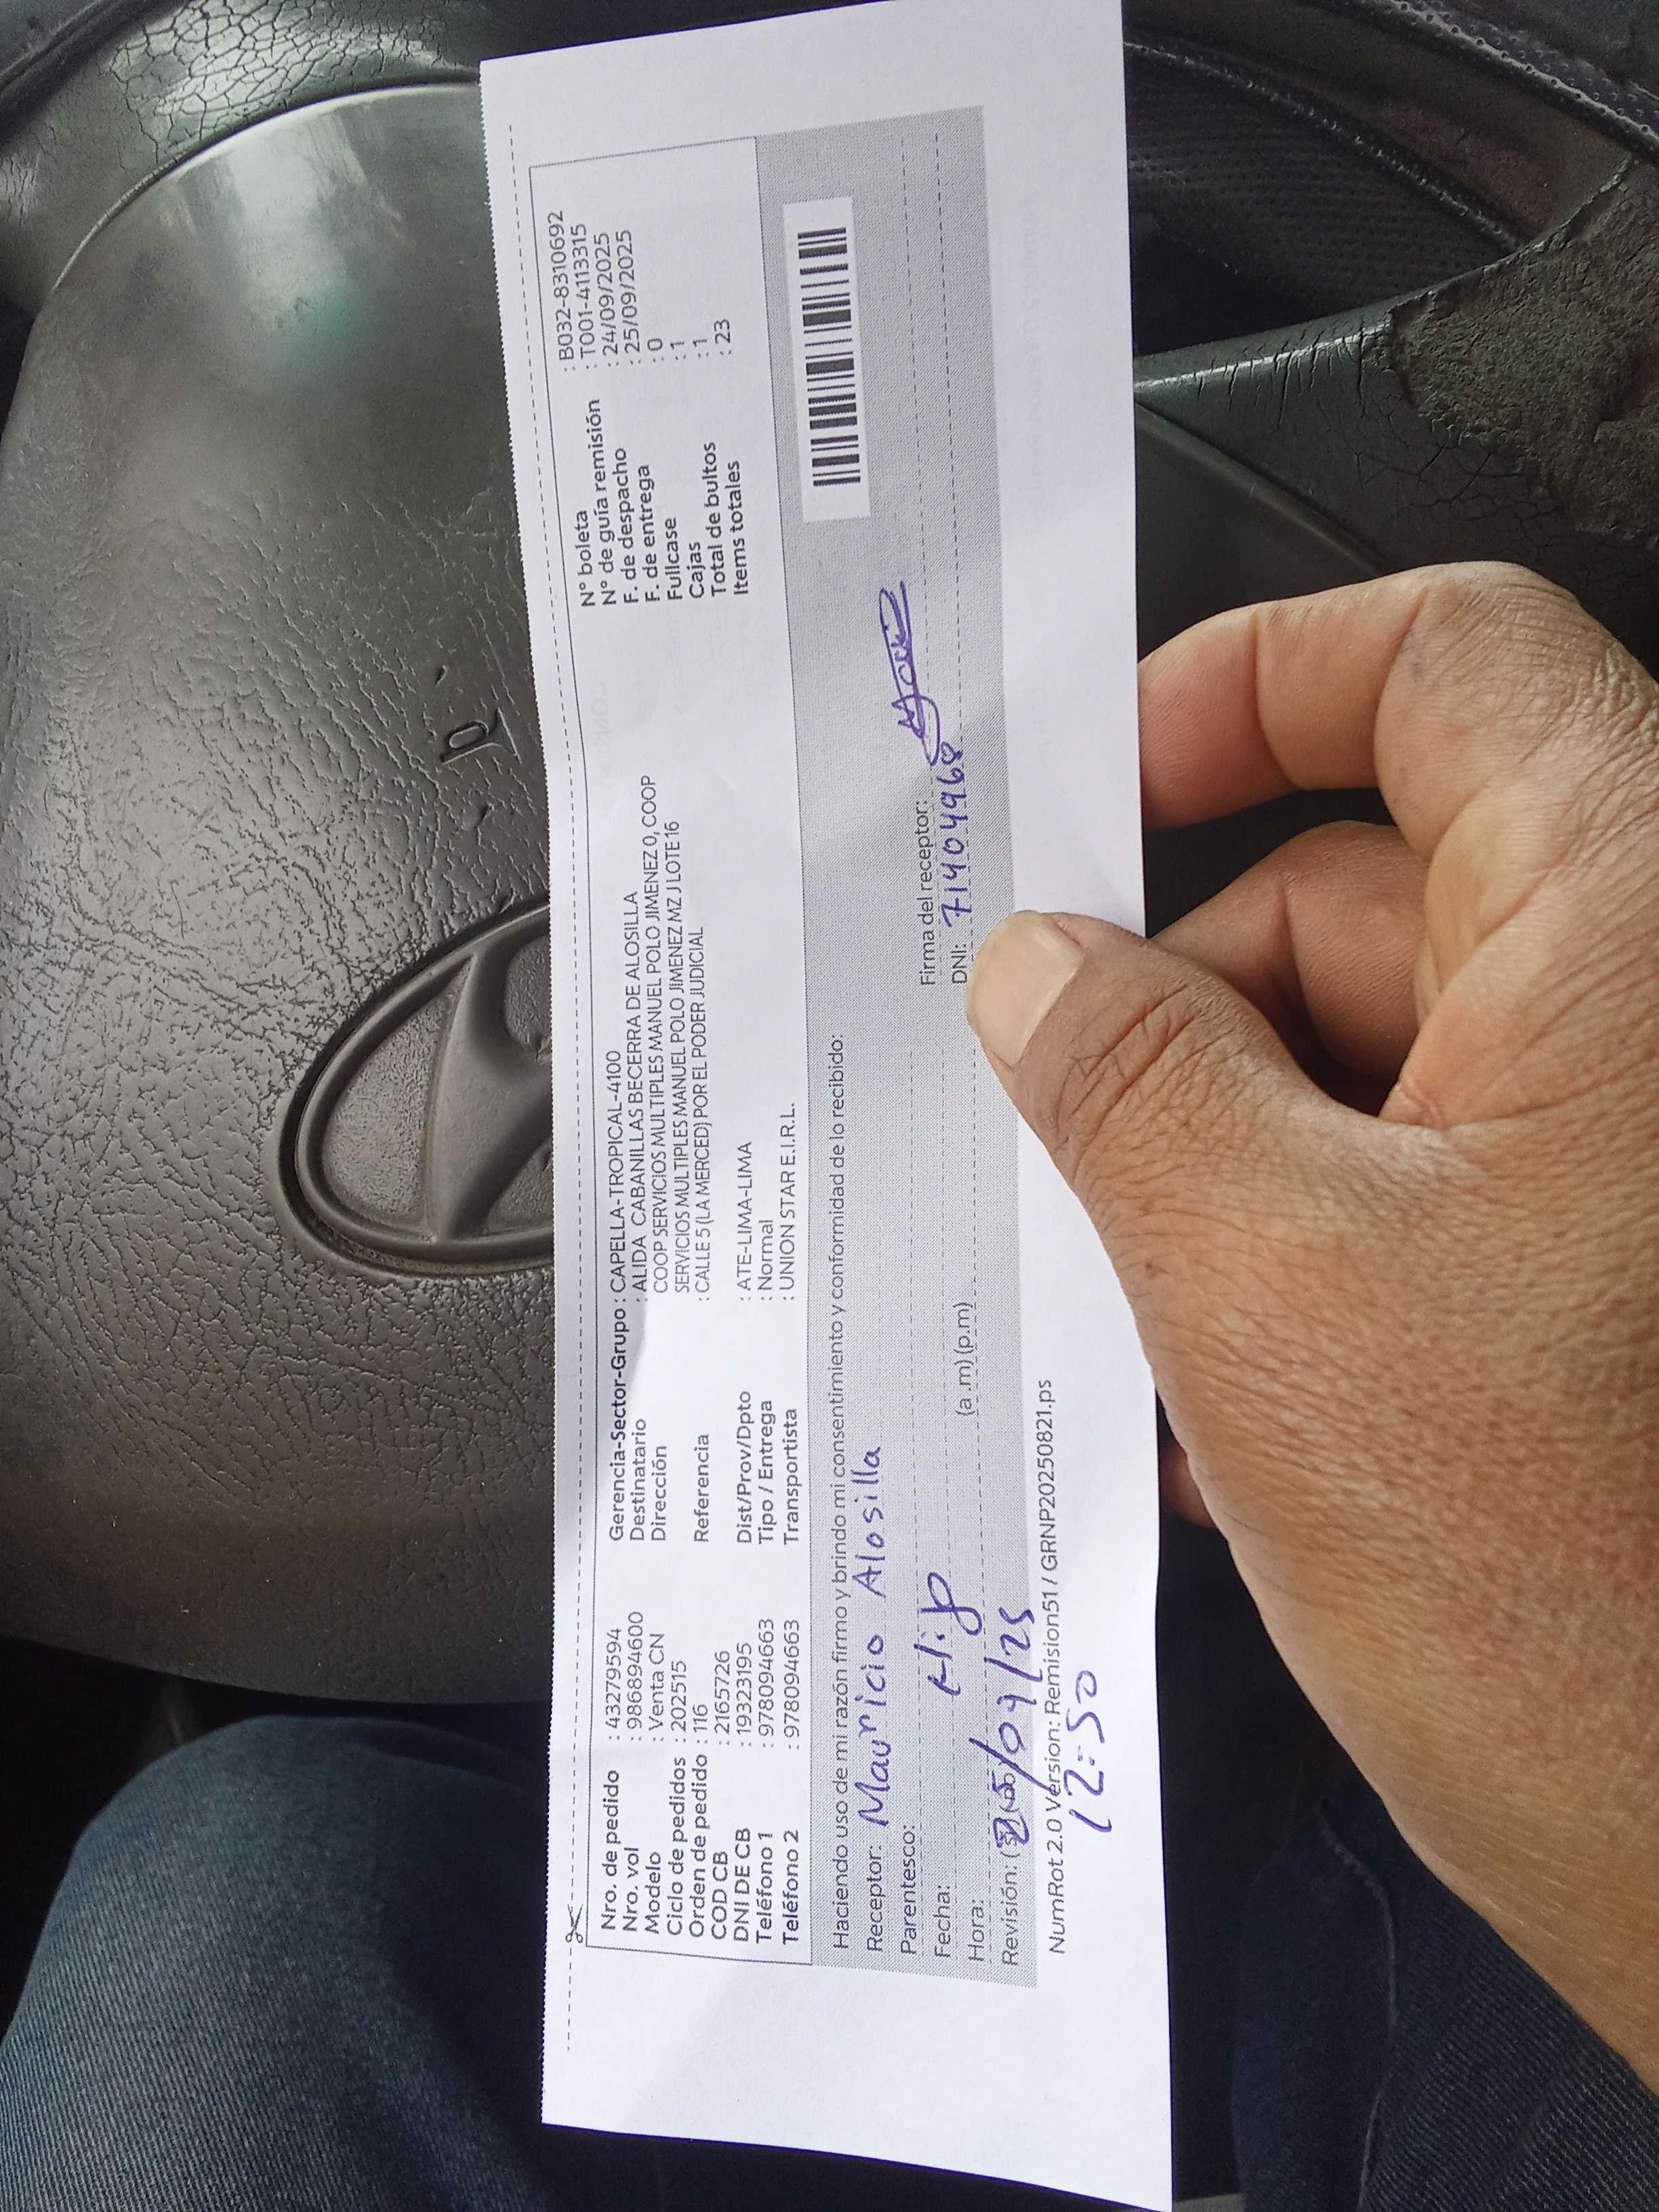 Nro. de pedido : 43279594
Nro. vol : 986894600
Modelo : Venta CN
Ciclo de pedidos : 202515
Orden de pedido : 116
COD CB : 2165726
DNI DE CB : 19323195
Teléfono 1 : 978094663
Teléfono 2 : 978094663
Gerencia-Sector-Grupo : CAPELLA-TROPICAL-4100
Destinatario : ALIDA CABANILLAS BECERRA DE ALOSILLA
Dirección COOP SERVICIOS MULTIPLES MANUEL POLO JIMENEZ 0, COOP
SERVICIOS MULTIPLES MANUEL POLO JIMENEZ MZ J LOTE 16
Referencia : CALLE 5 (LA MERCED) POR EL PODER JUDICIAL
Dist/Prov/Dpto : ATE-LIMA-LIMA
Tipo / Entrega : Normal
Transportista : UNION STAR E.I.R.L.
N° boleta : B032-8310692
N° de guía remisión : T001-4113315
F. de despacho : 24/09/2025
F. de entrega : 25/09/2025
Fullcase : 0
Cajas : 1
Total de bultos : 1
Items totales : 23
Haciendo uso de mi razón firmo y brindo mi consentimiento y conformidad de lo recibido:
Receptor: Mauricio Alosilla
Parentesco:
Fecha:
Hora: (a.m) (p.m)
Revisión: ( /09/25
Firma del receptor:
DNI: 71404968
NumRot 2.0 Version: Remision51 / GRNP20250821.ps
12:50